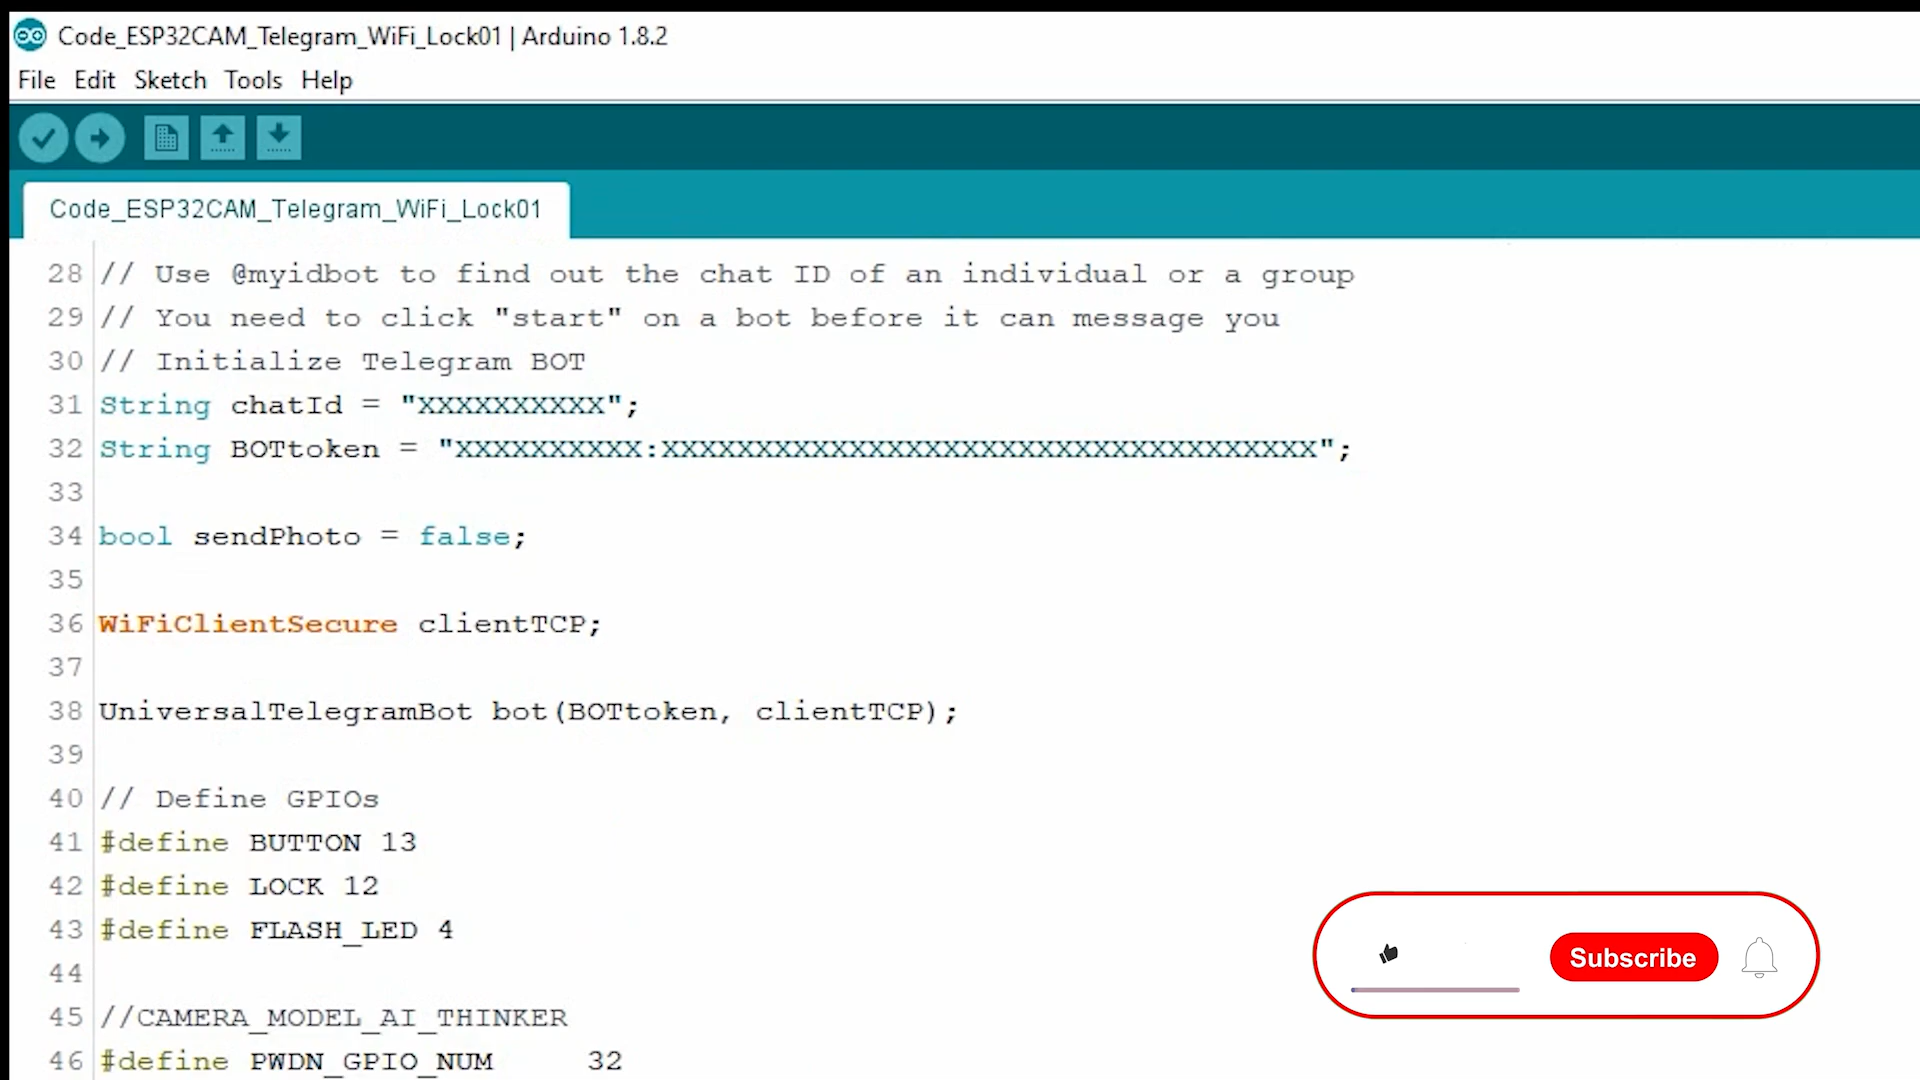 Code_ESP32CAM_Telegram_WiFi_Lock01 | Arduino 1.8.2
File Edit Sketch Tools Help
Code_ESP32CAM_Telegram_WiFi_Lock01
28 // Use @myidbot to find out the chat ID of an individual or a group
29 // You need to click "start" on a bot before it can message you
30 // Initialize Telegram BOT
31 String chatId = "XXXXXXXXXX";
32 String BOTtoken = "XXXXXXXXXX:XXXXXXXXXXXXXXXXXXXXXXXXXXXXXXXXXXX";
33
34 bool sendPhoto = false;
35
36 WiFiClientSecure clientTCP;
37
38 UniversalTelegramBot bot(BOTtoken, clientTCP);
39
40 // Define GPIOs
41 #define BUTTON 13
42 #define LOCK 12
43 #define FLASH_LED 4
44
45 //CAMERA_MODEL_AI_THINKER
46 #define PWDN_GPIO_NUM 32
Subscribe